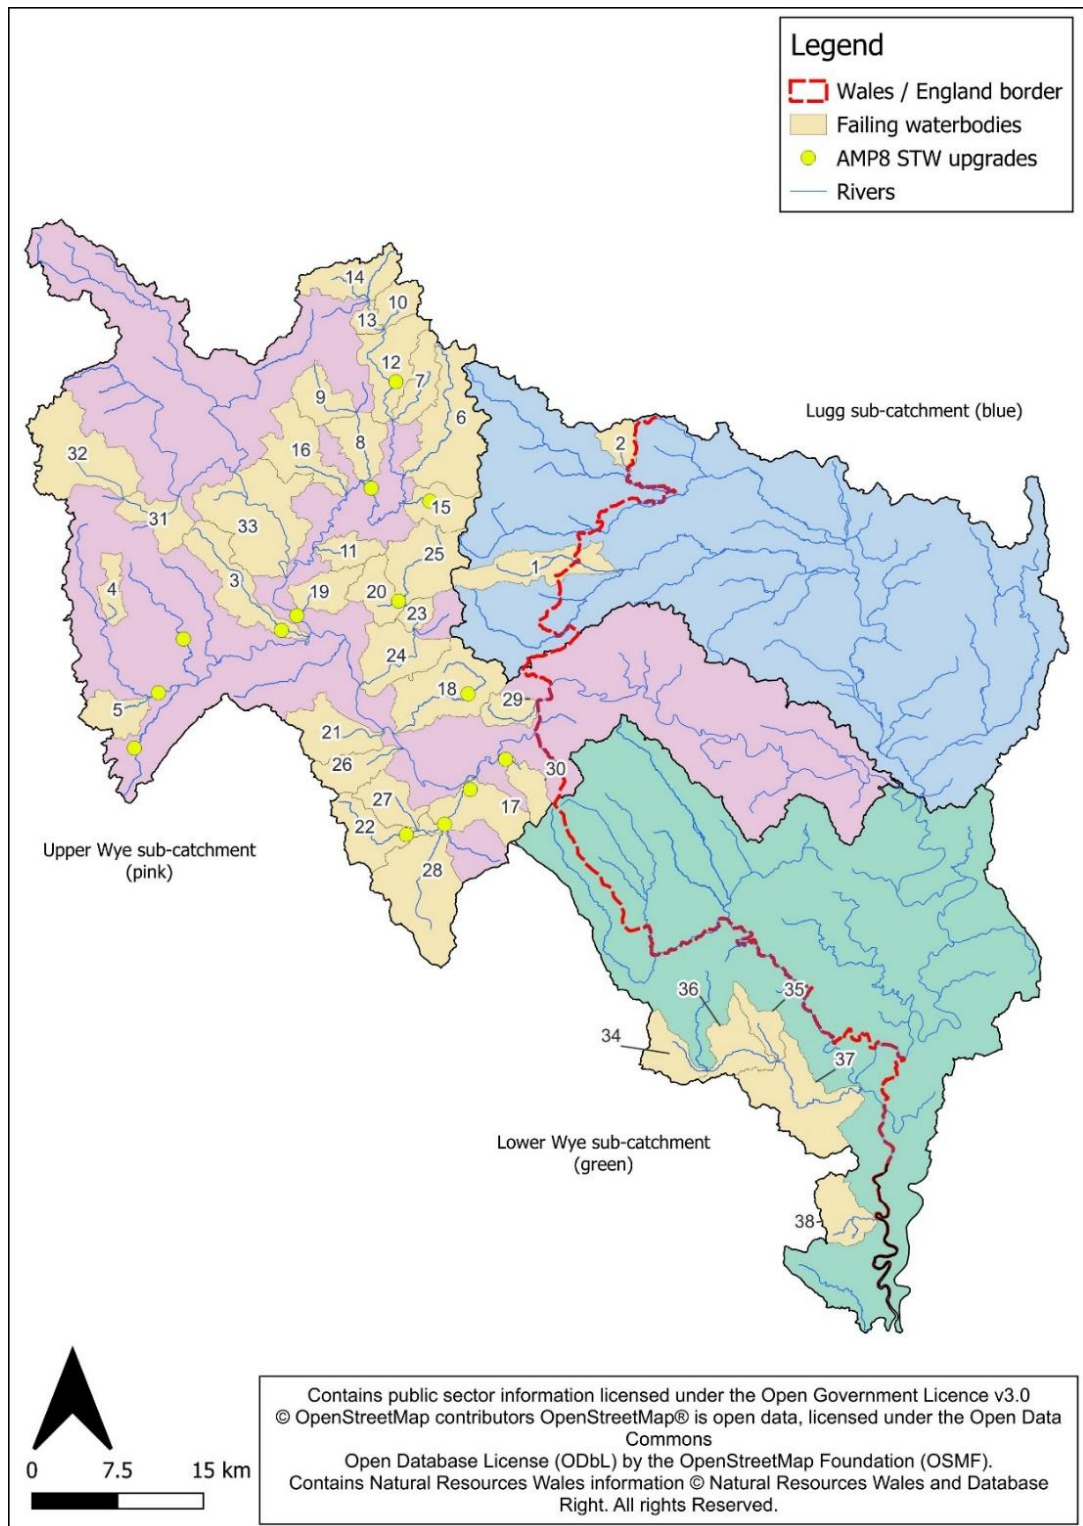 Legend
Wales / England border
Failing waterbodies
AMP8 STW upgrades
Rivers
14
10
13
12
7
9
6
8
16
32
15
31
33
11
25
4
3
19
20
23
24
18
5
29
21
26
30
27
17
22
28
2
1
Lugg sub-catchment (blue)
Upper Wye sub-catchment
(pink)
36
35
34
37
Lower Wye sub-catchment
(green)
38
0 7.5 15 km
Contains public sector information licensed under the Open Government Licence v3.0
© OpenStreetMap contributors OpenStreetMap® is open data, licensed under the Open Data
Commons
Open Database License (ODbL) by the OpenStreetMap Foundation (OSMF).
Contains Natural Resources Wales information © Natural Resources Wales and Database
Right. All rights Reserved.